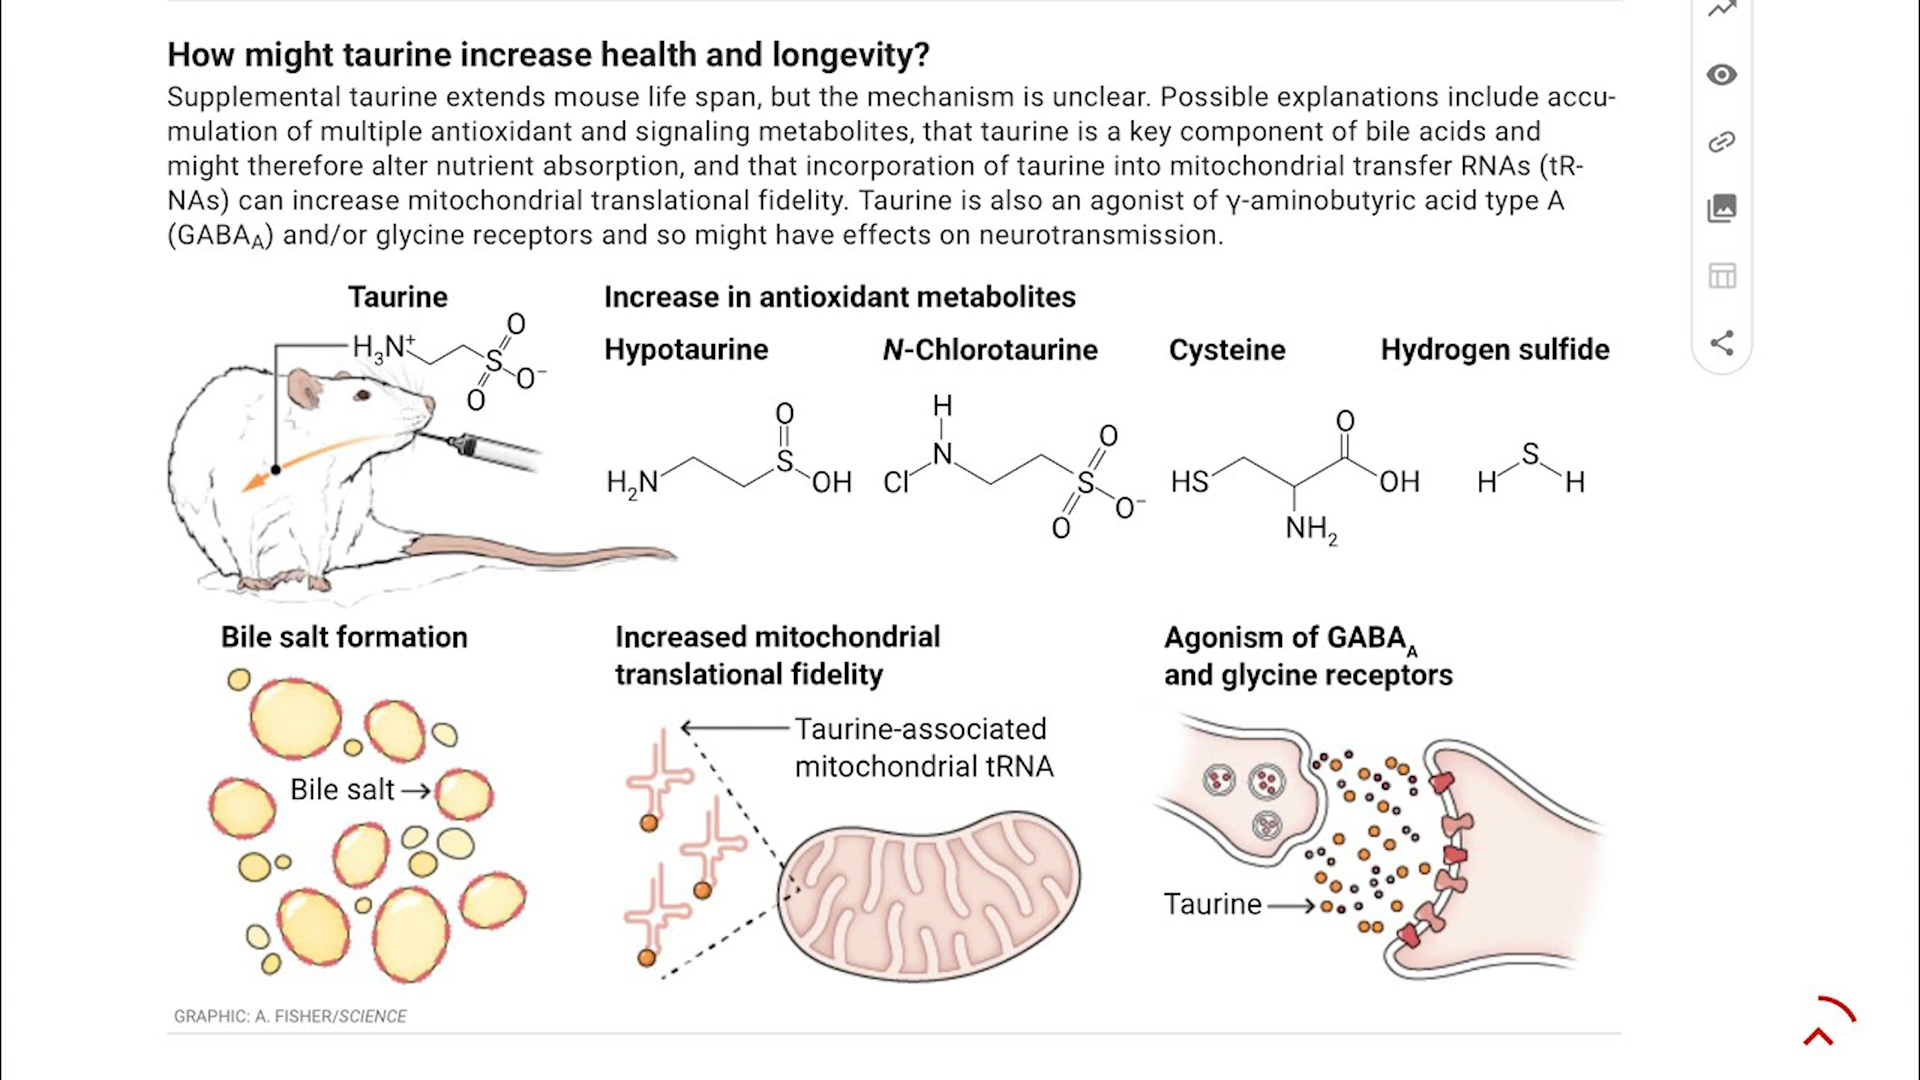 How might taurine increase health and longevity?
Supplemental taurine extends mouse life span, but the mechanism is unclear. Possible explanations include accu-
mulation of multiple antioxidant and signaling metabolites, that taurine is a key component of bile acids and
might therefore alter nutrient absorption, and that incorporation of taurine into mitochondrial transfer RNAs (tR-
NAs) can increase mitochondrial translational fidelity. Taurine is also an agonist of γ-aminobutyric acid type A
(GABA<sub>A</sub>) and/or glycine receptors and so might have effects on neurotransmission.
Taurine
H₃N⁺
O
S
O⁻
O
Increase in antioxidant metabolites
Hypotaurine
H₂N
O
S
OH
N-Chlorotaurine
H
N
Cl
O
S
O⁻
O
Cysteine
HS
O
OH
NH₂
Hydrogen sulfide
H
S
H
Bile salt formation
Bile salt
Increased mitochondrial
translational fidelity
Taurine-associated
mitochondrial tRNA
Agonism of GABA<sub>A</sub>
and glycine receptors
Taurine
GRAPHIC: A. FISHER/SCIENCE